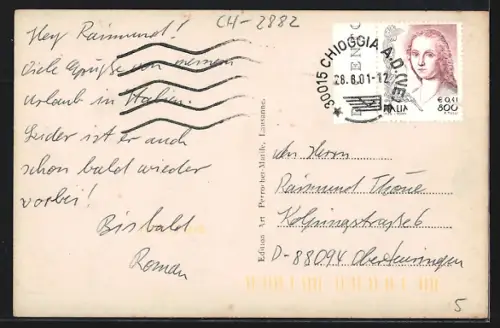 CH-2882
Hey Raimund!
Viele Grüße von meinem
Urlaub in Italien.
Leider ist er auch
schon bald wieder
vorbei!
Bis bald
Roman
Edition Art Perrochet-Matile, Lausanne.
30015 CHIOGGIA A.D. (VE)
28.8.01-12
€ 0,41
800
ITALIA
An Herrn
Raimund Thöne
Kolpingstraße 6
D-88094 Oberteuringen
5